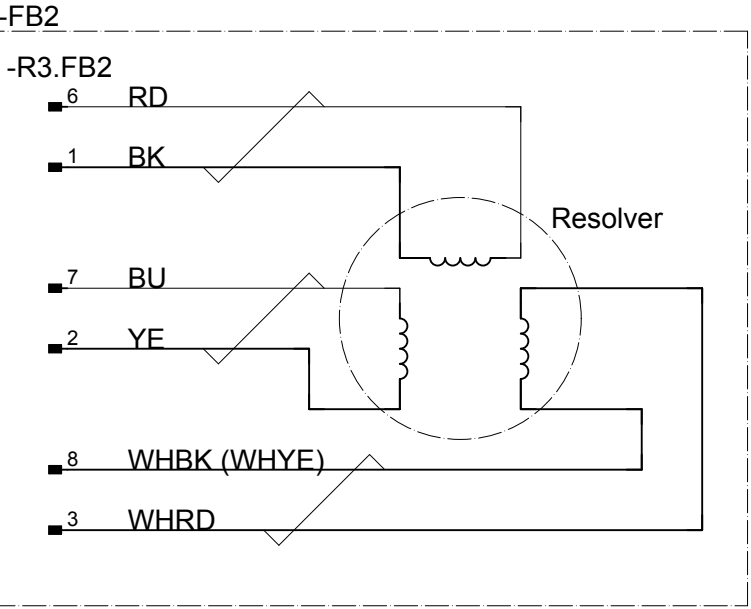 -FB2
-R3.FB2
6 RD
1 BK
Resolver
7 BU
2 YE
8 WHBK (WHYE)
3 WHRD